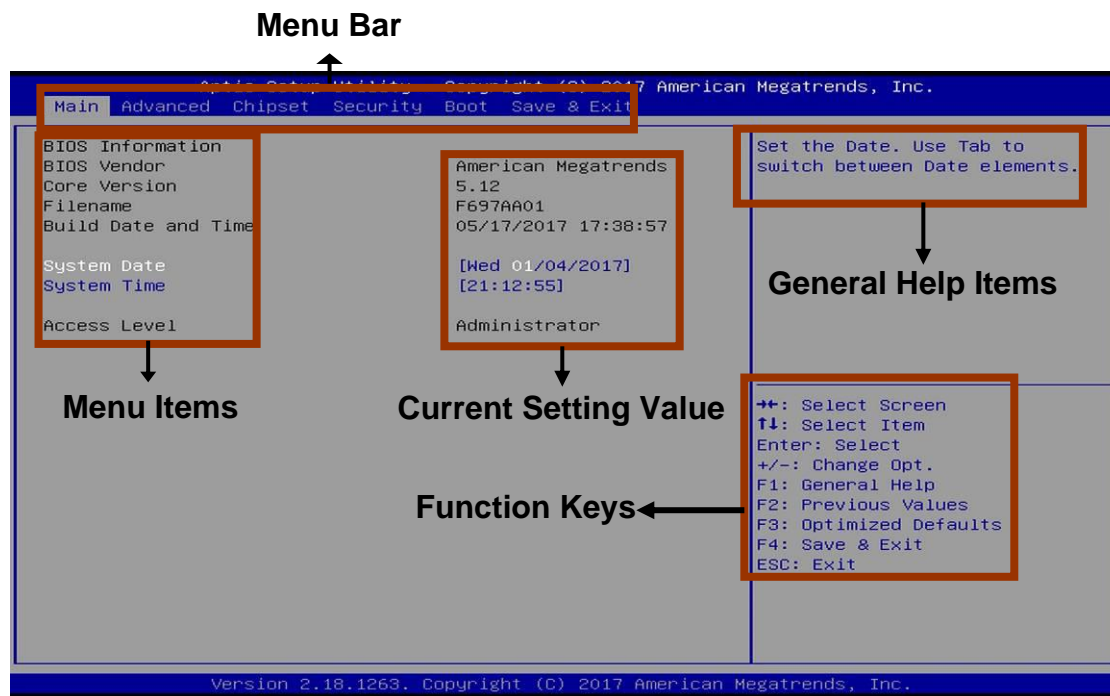 Menu Bar
Aptio Setup Utility - Copyright (C) 2017 American Megatrends, Inc.
Main Advanced Chipset Security Boot Save & Exit
BIOS Information
BIOS Vendor American Megatrends
Core Version 5.12
Filename F697AA01
Build Date and Time 05/17/2017 17:38:57
System Date [Wed 01/04/2017]
System Time [21:12:55]
Access Level Administrator
Set the Date. Use Tab to
switch between Date elements.
General Help Items
Menu Items
Current Setting Value
→←: Select Screen
↑↓: Select Item
Enter: Select
+/-: Change Opt.
F1: General Help
F2: Previous Values
F3: Optimized Defaults
F4: Save & Exit
ESC: Exit
Function Keys
Version 2.18.1263. Copyright (C) 2017 American Megatrends, Inc.